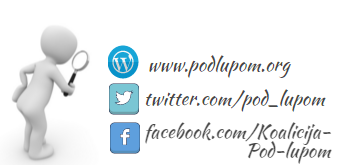 www.podlupom.org
twitter.com/pod_lupom
facebook.com/Koalicija-
Pod-lupom